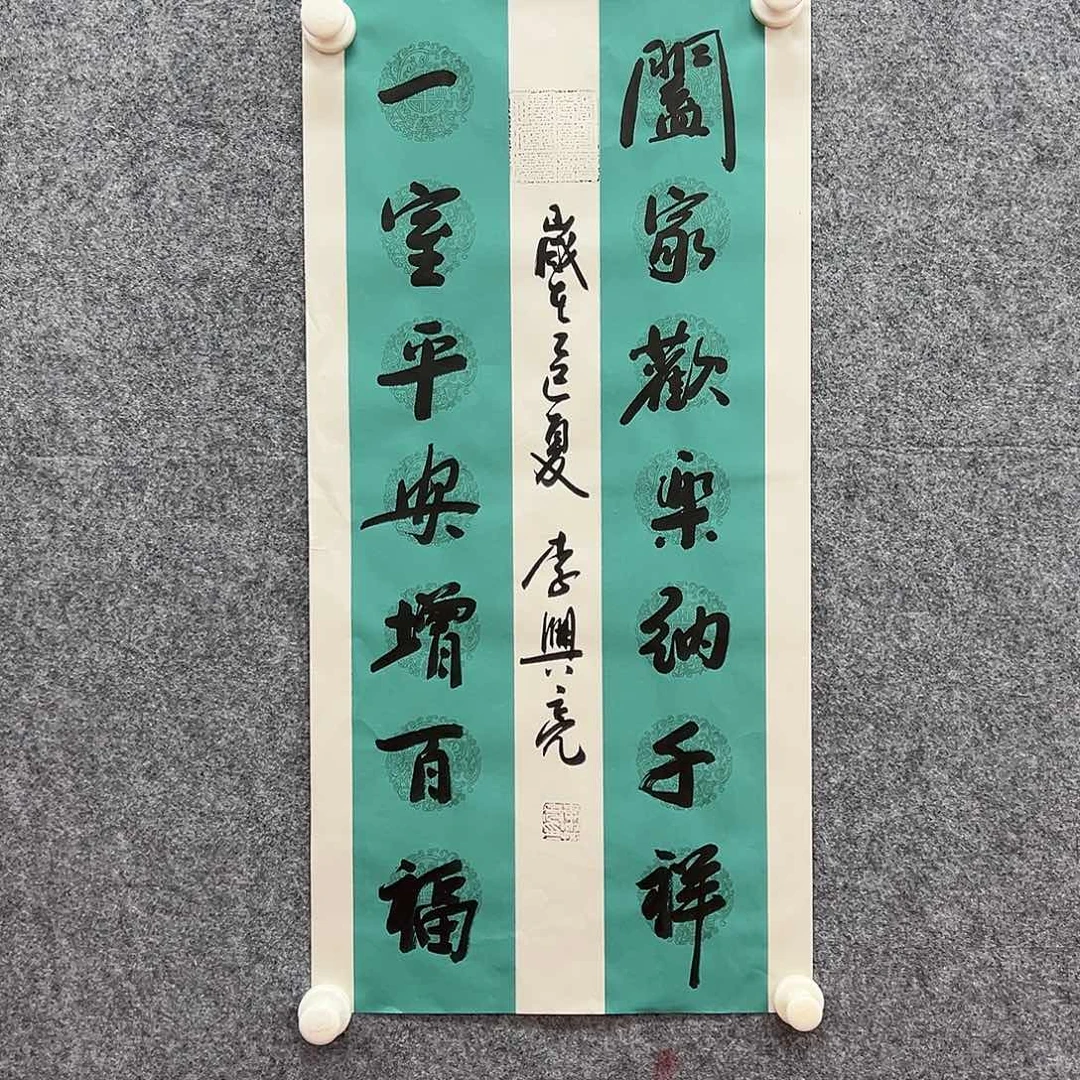 闔家歡樂納千祥
一室平安增百福
歲在乙巳夏 李興亮